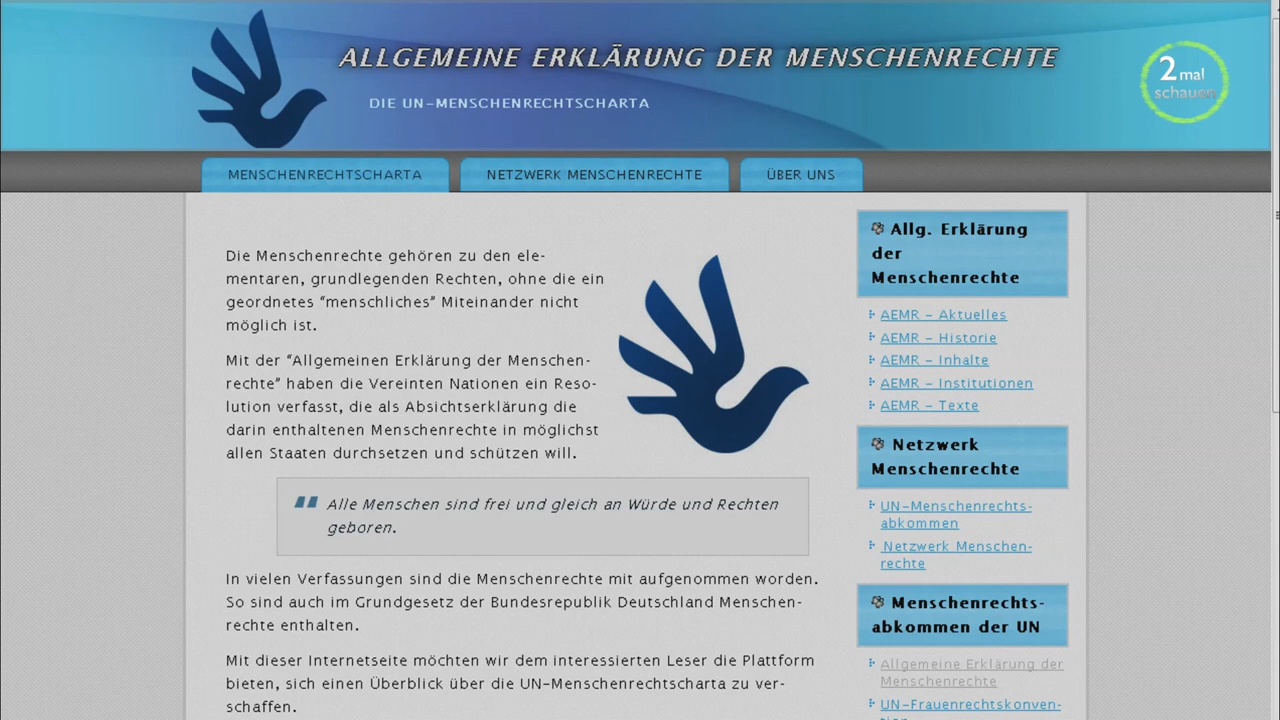 ALLGEMEINE ERKLÄRUNG DER MENSCHENRECHTE
DIE UN-MENSCHENRECHTSCHARTA
2 mal
schauen
MENSCHENRECHTSCHARTA
NETZWERK MENSCHENRECHTE
ÜBER UNS
Die Menschenrechte gehören zu den ele-
mentaren, grundlegenden Rechten, ohne die ein
geordnetes “menschliches” Miteinander nicht
möglich ist.
Mit der “Allgemeinen Erklärung der Menschen-
rechte” haben die Vereinten Nationen ein Reso-
lution verfasst, die als Absichtserklärung die
darin enthaltenen Menschenrechte in möglichst
allen Staaten durchsetzen und schützen will.
Alle Menschen sind frei und gleich an Würde und Rechten
geboren.
In vielen Verfassungen sind die Menschenrechte mit aufgenommen worden.
So sind auch im Grundgesetz der Bundesrepublik Deutschland Menschen-
rechte enthalten.
Mit dieser Internetseite möchten wir dem interessierten Leser die Plattform
bieten, sich einen Überblick über die UN-Menschenrechtscharta zu ver-
schaffen.
Allg. Erklärung
der
Menschenrechte
AEMR – Aktuelles
AEMR – Historie
AEMR – Inhalte
AEMR – Institutionen
AEMR – Texte
Netzwerk
Menschenrechte
UN-Menschenrechts-
abkommen
Netzwerk Menschen-
rechte
Menschenrechts-
abkommen der UN
Allgemeine Erklärung der
Menschenrechte
UN-Frauenrechtskonven-